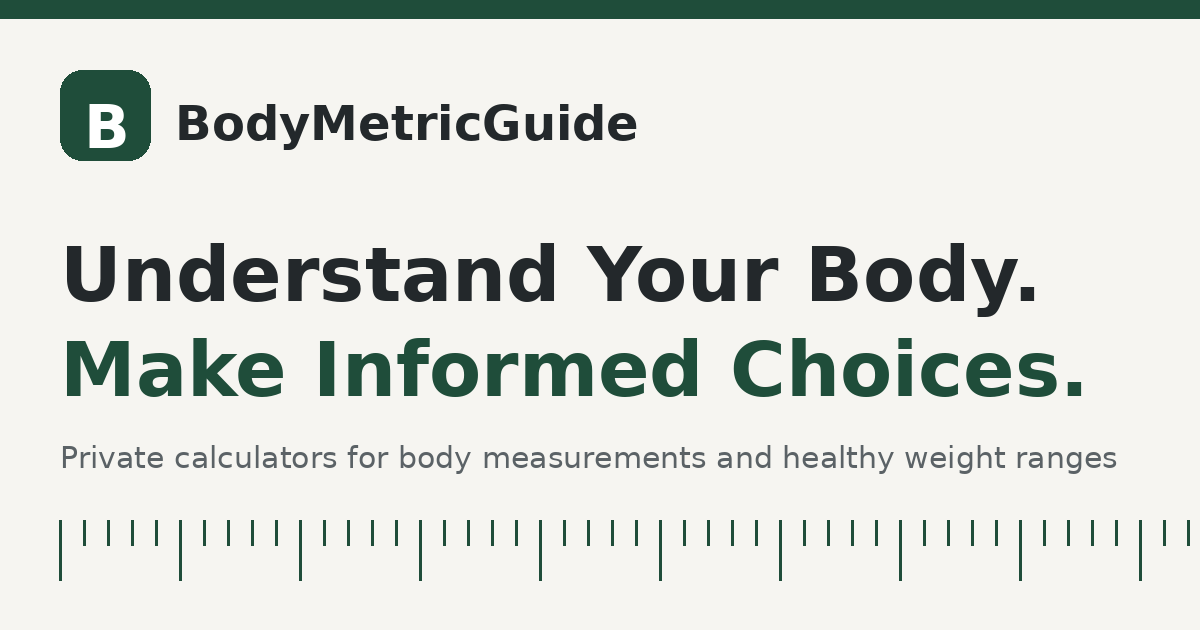 B BodyMetricGuide
Understand Your Body.
Make Informed Choices.
Private calculators for body measurements and healthy weight ranges